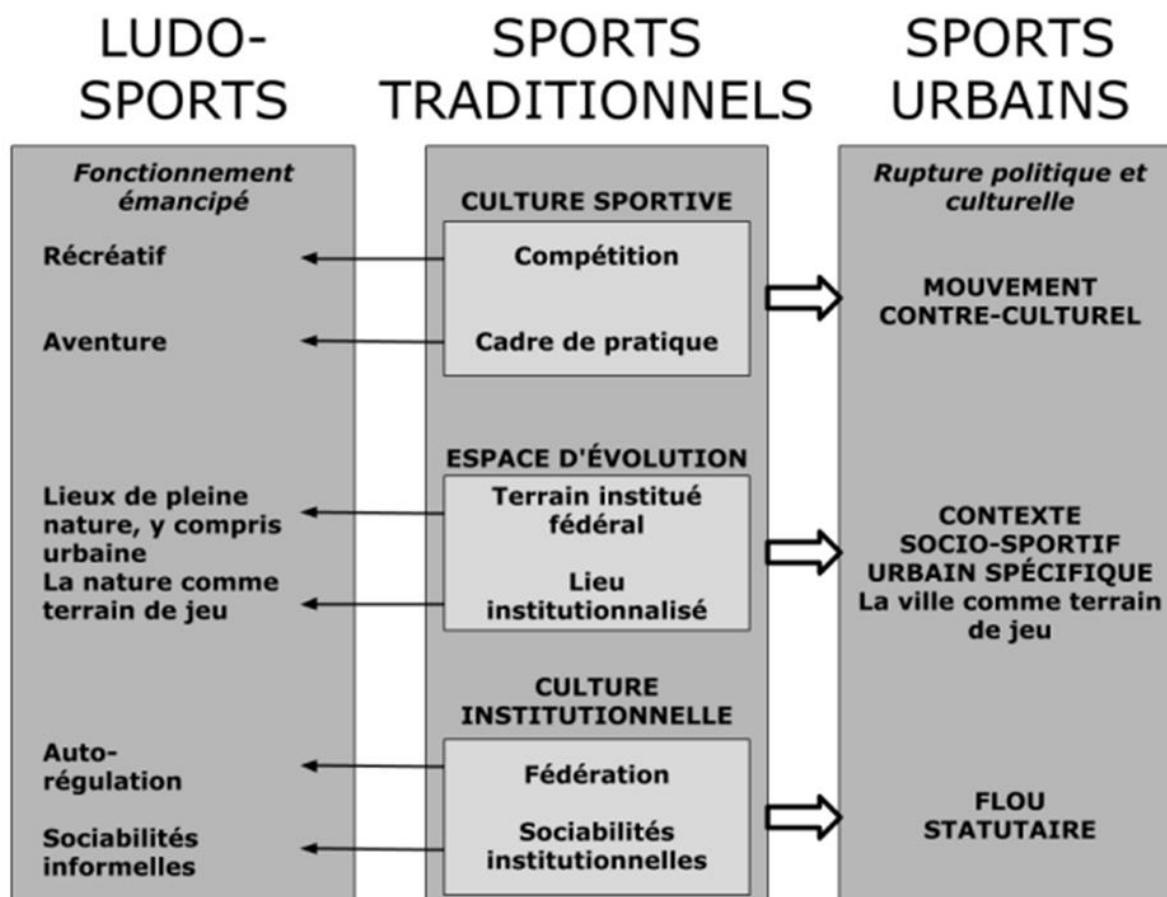 LUDO-
SPORTS
SPORTS
TRADITIONNELS
SPORTS
URBAINS
Fonctionnement
émancipé
Récréatif
Aventure
Lieux de pleine
nature, y compris
urbaine
La nature comme
terrain de jeu
Auto-
régulation
Sociabilités
informelles
CULTURE SPORTIVE
Compétition
Cadre de pratique
ESPACE D'ÉVOLUTION
Terrain institué
fédéral
Lieu
institutionnalisé
CULTURE
INSTITUTIONNELLE
Fédération
Sociabilités
institutionnelles
Rupture politique et
culturelle
MOUVEMENT
CONTRE-CULTUREL
CONTEXTE
SOCIO-SPORTIF
URBAIN SPÉCIFIQUE
La ville comme terrain
de jeu
FLOU
STATUTAIRE